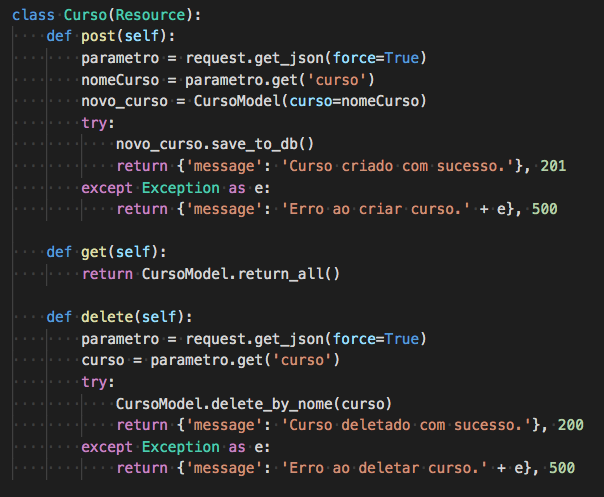 class Curso(Resource):
    def post(self):
        parametro = request.get_json(force=True)
        nomeCurso = parametro.get('curso')
        novo_curso = CursoModel(curso=nomeCurso)
        try:
            novo_curso.save_to_db()
            return {'message': 'Curso criado com sucesso.'}, 201
        except Exception as e:
            return {'message': 'Erro ao criar curso.' + e}, 500

    def get(self):
        return CursoModel.return_all()

    def delete(self):
        parametro = request.get_json(force=True)
        curso = parametro.get('curso')
        try:
            CursoModel.delete_by_nome(curso)
            return {'message': 'Curso deletado com sucesso.'}, 200
        except Exception as e:
            return {'message': 'Erro ao deletar curso.' + e}, 500